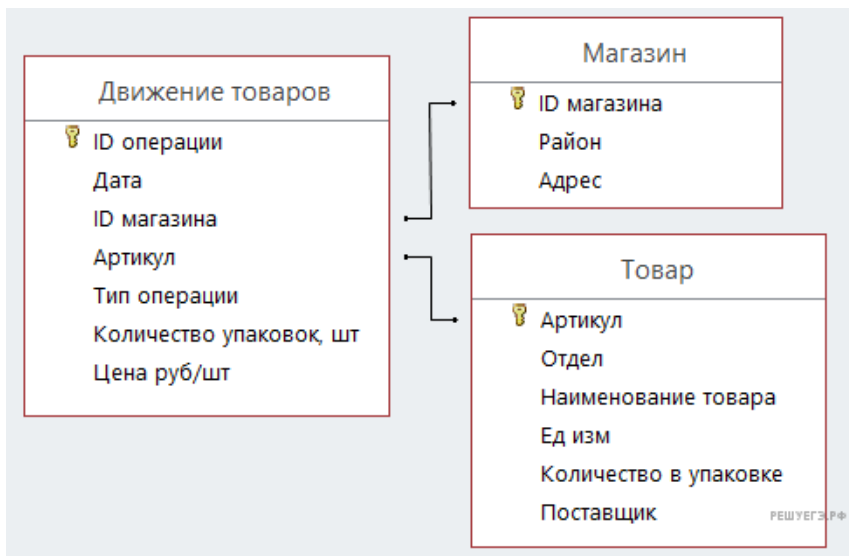 Движение товаров
ID операции
Дата
ID магазина
Артикул
Тип операции
Количество упаковок, шт
Цена руб/шт
Магазин
ID магазина
Район
Адрес
Товар
Артикул
Отдел
Наименование товара
Ед изм
Количество в упаковке
Поставщик
РЕШУЕГЭ.РФ